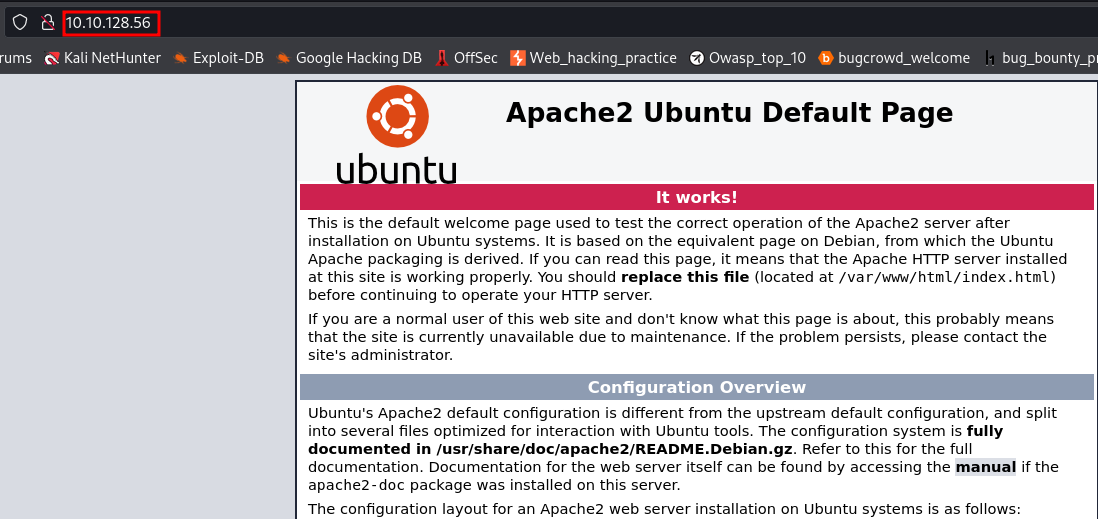 10.10.128.56
rums Kali NetHunter Exploit-DB Google Hacking DB OffSec Web_hacking_practice Owasp_top_10 bugcrowd_welcome bug_bounty_pr
ubuntu
Apache2 Ubuntu Default Page
It works!
This is the default welcome page used to test the correct operation of the Apache2 server after
installation on Ubuntu systems. It is based on the equivalent page on Debian, from which the Ubuntu
Apache packaging is derived. If you can read this page, it means that the Apache HTTP server installed
at this site is working properly. You should replace this file (located at /var/www/html/index.html)
before continuing to operate your HTTP server.
If you are a normal user of this web site and don't know what this page is about, this probably means
that the site is currently unavailable due to maintenance. If the problem persists, please contact the
site's administrator.
Configuration Overview
Ubuntu's Apache2 default configuration is different from the upstream default configuration, and split
into several files optimized for interaction with Ubuntu tools. The configuration system is fully
documented in /usr/share/doc/apache2/README.Debian.gz. Refer to this for the full
documentation. Documentation for the web server itself can be found by accessing the manual if the
apache2-doc package was installed on this server.
The configuration layout for an Apache2 web server installation on Ubuntu systems is as follows: